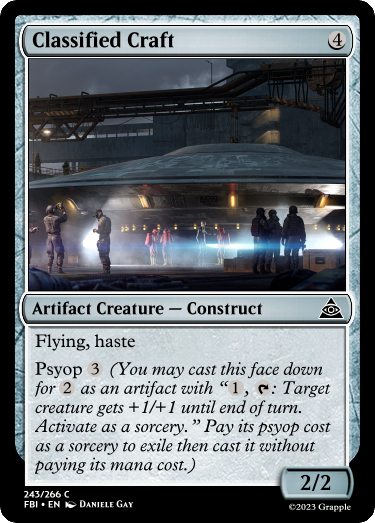 Classified Craft 4
Artifact Creature — Construct
Flying, haste
Psyop 3 (You may cast this face down
for 2 as an artifact with “1, T: Target
creature gets +1/+1 until end of turn.
Activate as a sorcery.” Pay its psyop cost
as a sorcery to exile then cast it without
paying its mana cost.)
2/2
243/266 C
FBI • EN Daniele Gay
©2023 Grapple